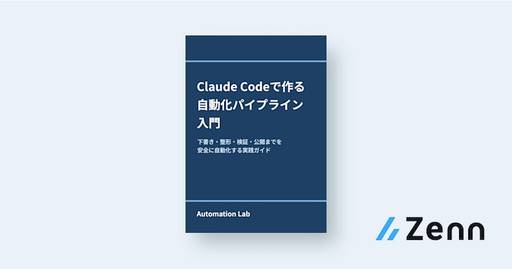 Claude Codeで作る
自動化パイプライン
入門
下書き・整形・検証・公開までを
安全に自動化する実践ガイド
Automation Lab
Zenn